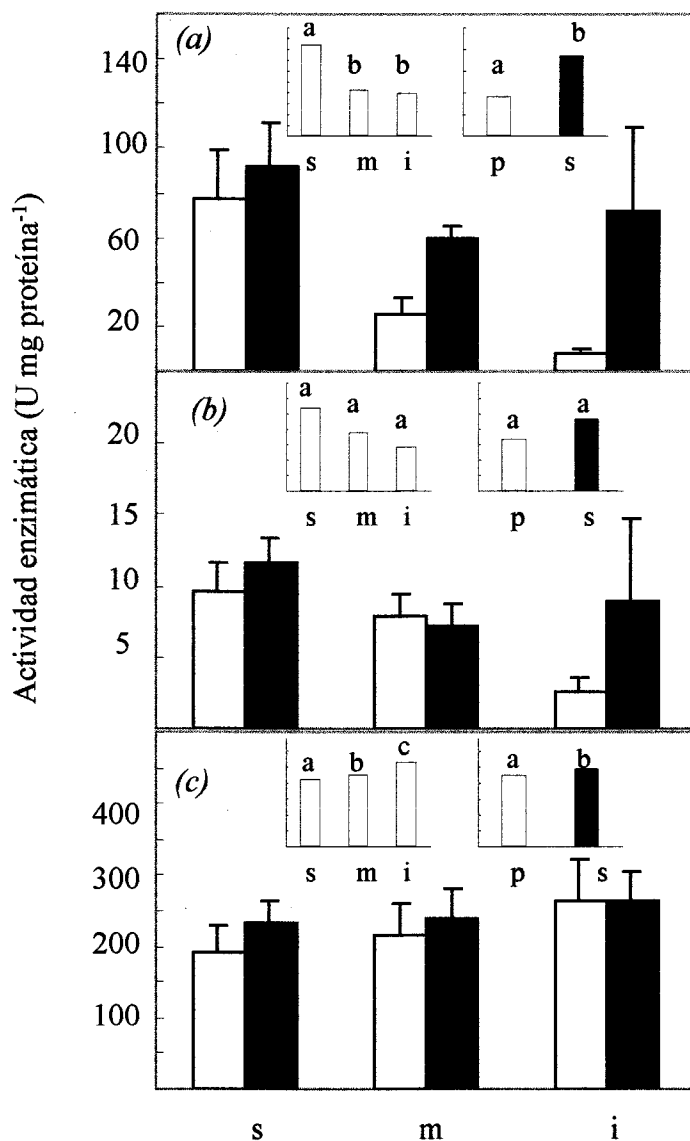 Actividad enzimática (U mg proteína⁻¹)
(a)
a
b b
a
b
s m i
p s
140
100
60
20
(b)
a
a
a
a
a
s m i
p s
20
15
10
5
(c)
a b c
a b
s m i
p s
400
300
200
100
s m i